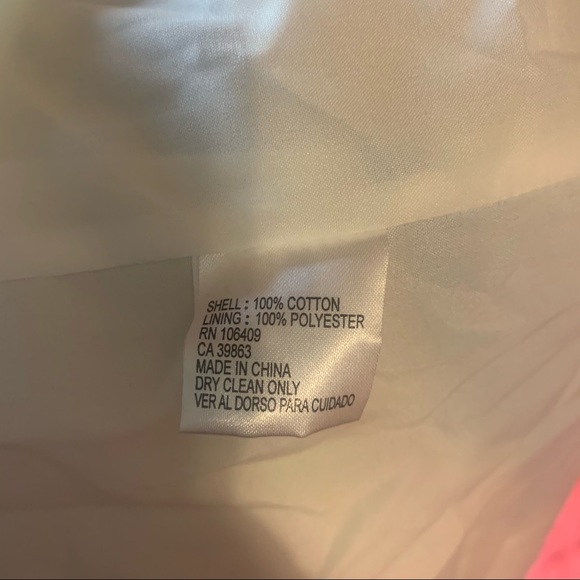 SHELL : 100% COTTON
LINING : 100% POLYESTER
RN 106409
CA 39863
MADE IN CHINA
DRY CLEAN ONLY
VER AL DORSO PARA CUIDADO